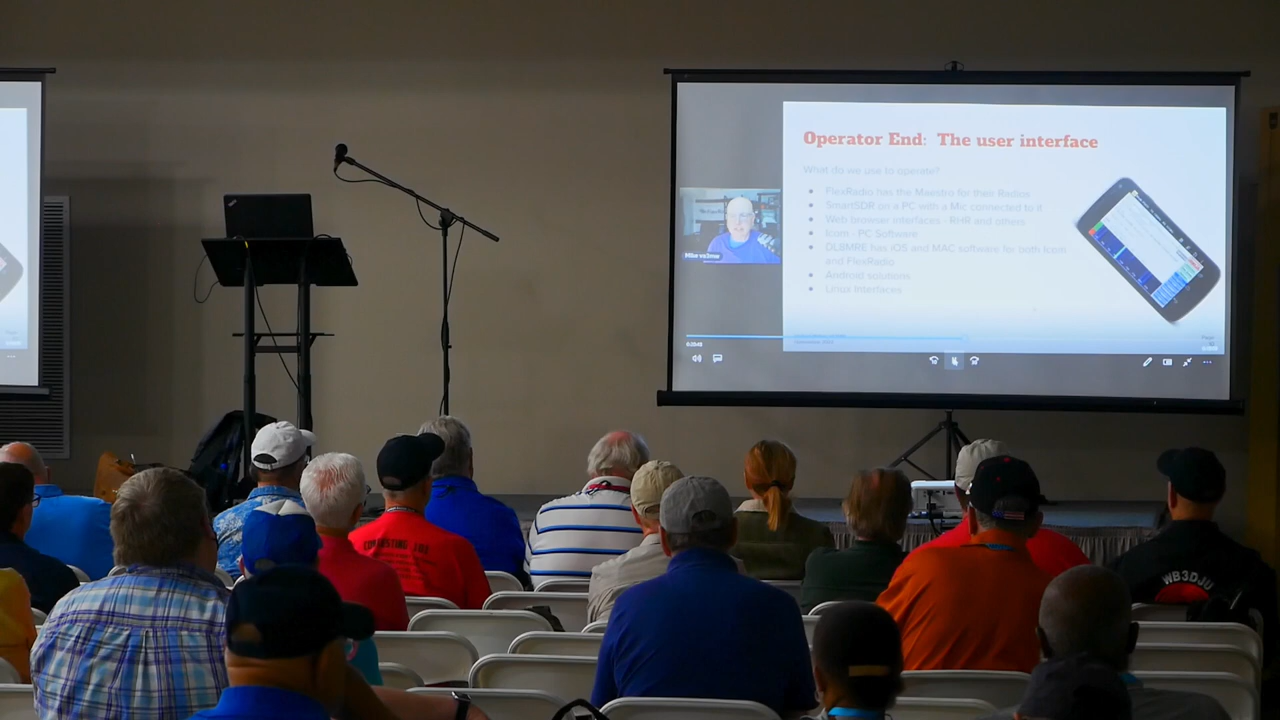 Operator End: The user interface
What do we use to operate?
FlexRadio has the Maestro for their Radios
SmartSDR on a PC with a Mic connected to it
Web browser interfaces - RHR and others
Icom - PC Software
DL8MRE has iOS and MAC software for both Icom
and FlexRadio
Android solutions
Linux Interfaces
Mike va3mw
WB3DJU